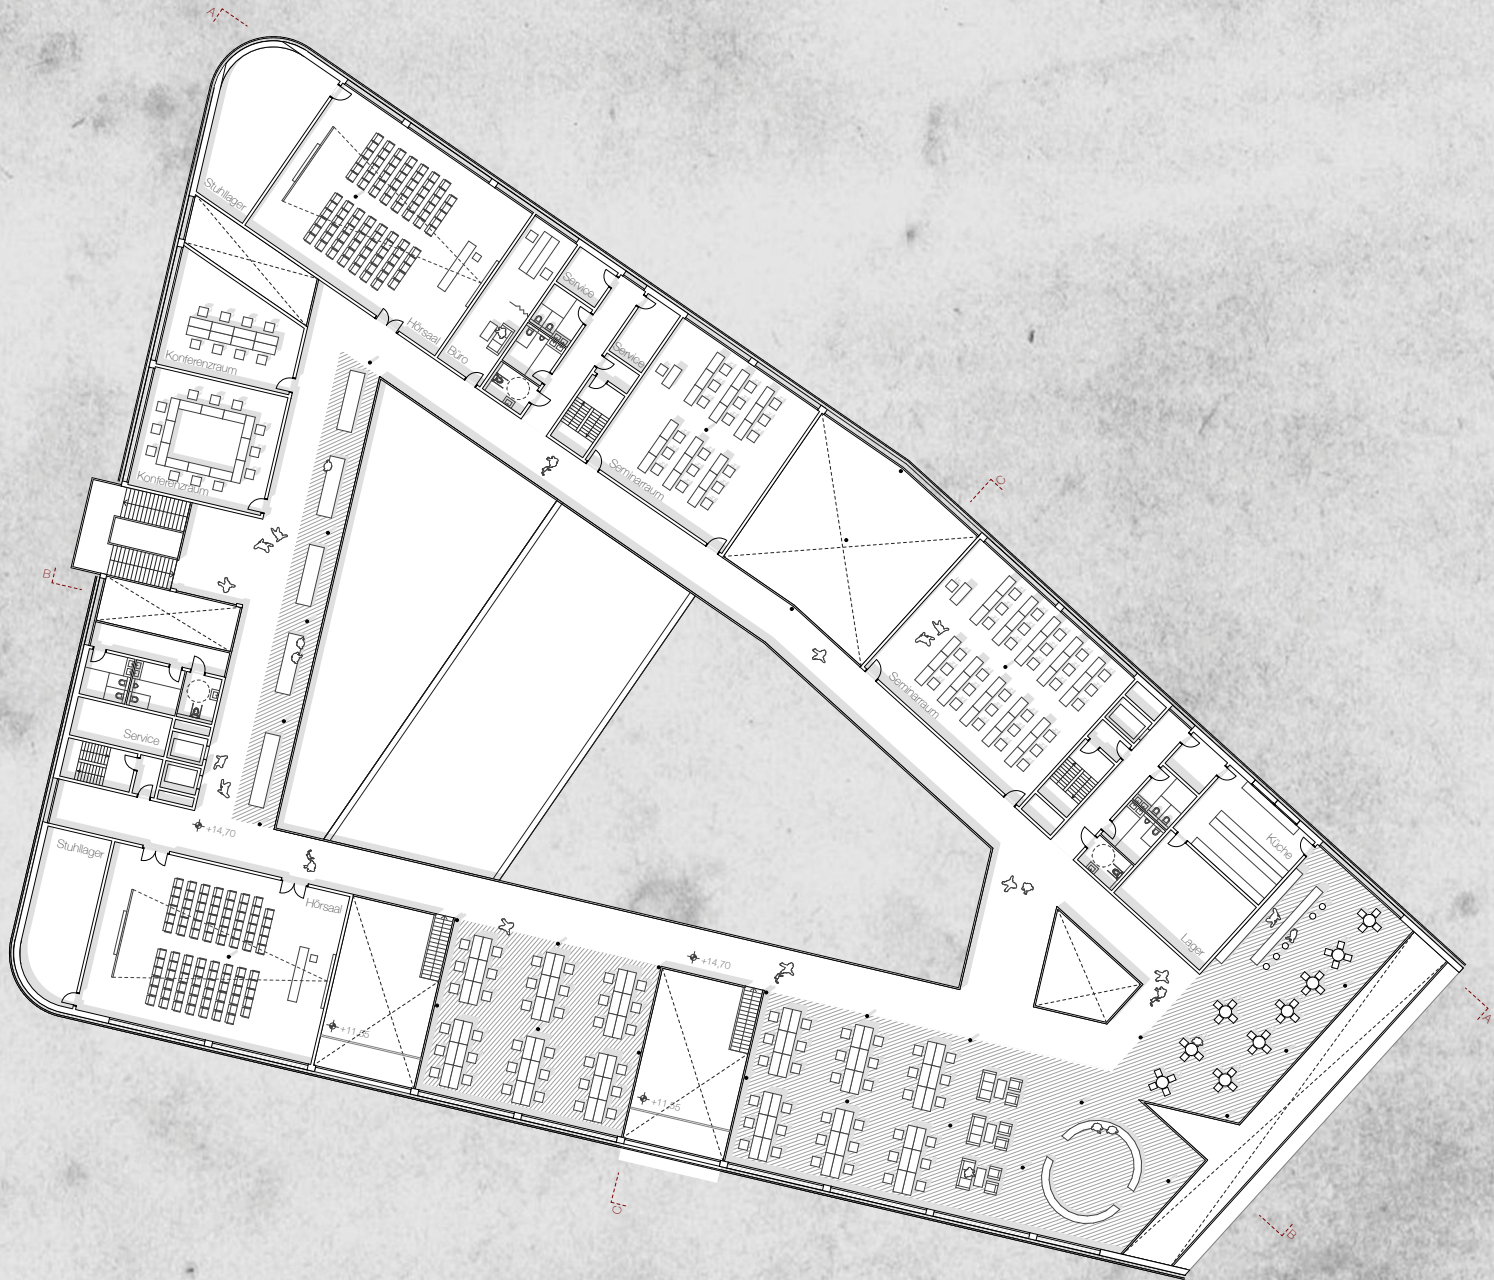 A
Stuhllager
Hörsaal
Büro
Service
Service
Konferenzraum
Konferenzraum
Seminarraum
C
B
Seminarraum
Service
+14,70
Küche
Stuhllager
Hörsaal
Lager
+14,70
+11,55
+11,55
A
C
B